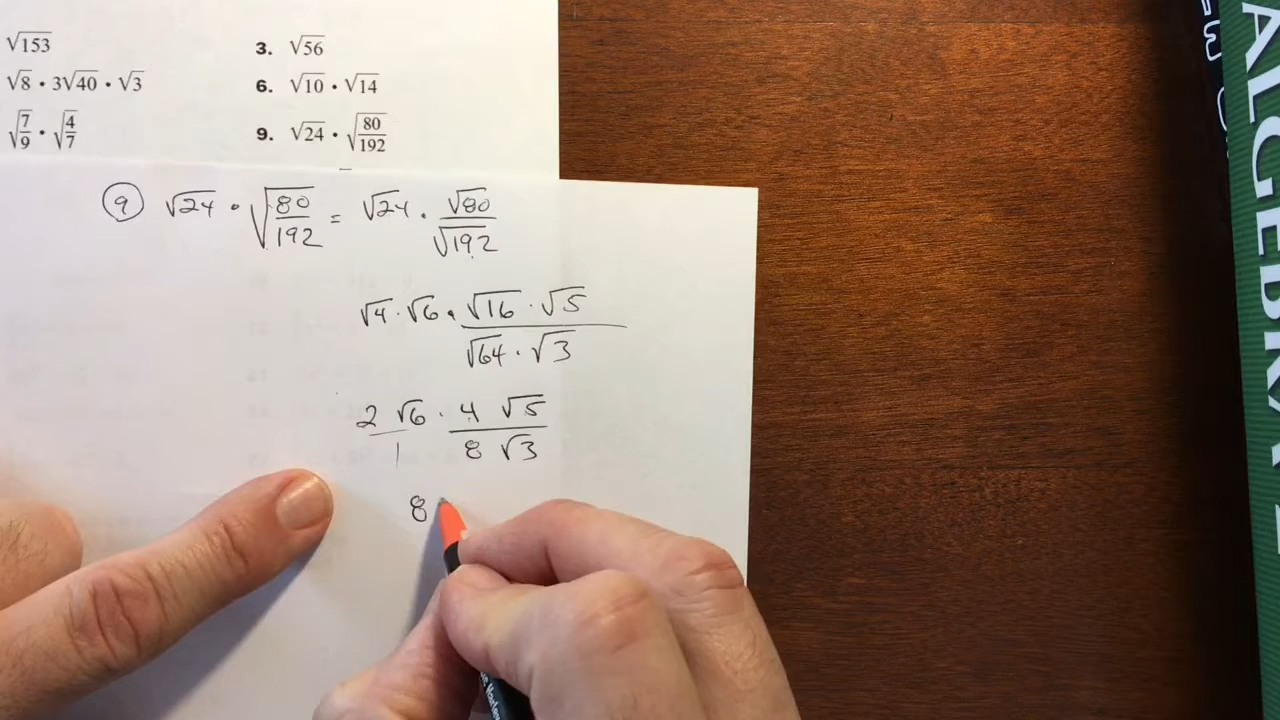 √153
3. √56
√8 • 3√40 • √3
6. √10 • √14
√7/9 • √4/7
9. √24 • √80/192
⑨ √24 • √80/192 = √24 · √80/√192
√4 · √6 · √16 · √5 / √64 · √3
2 √6 / 1 · 4 √5 / 8 √3
8
ALGEBRA 2